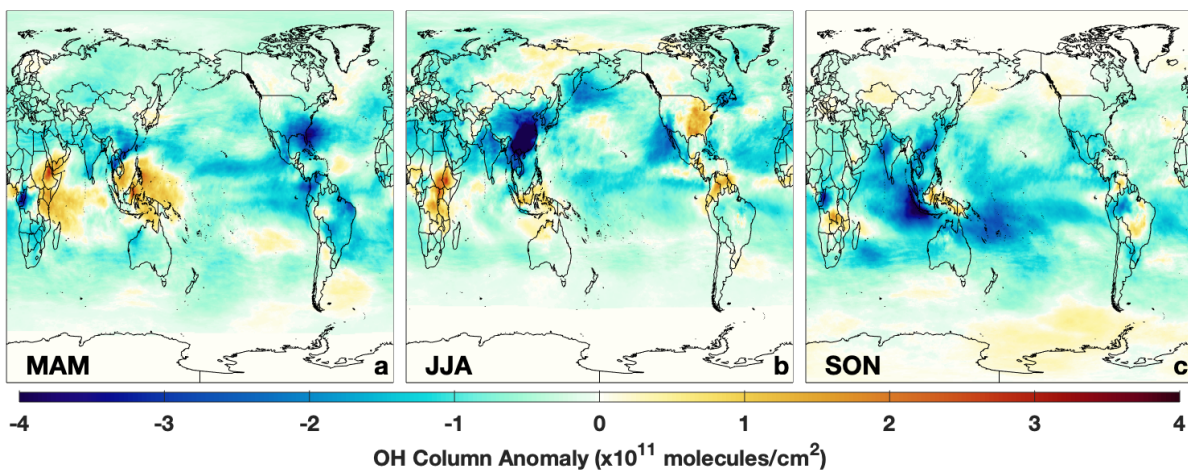 MAM a JJA b SON c
-4 -3 -2 -1 0 1 2 3 4
OH Column Anomaly (x10¹¹ molecules/cm²)